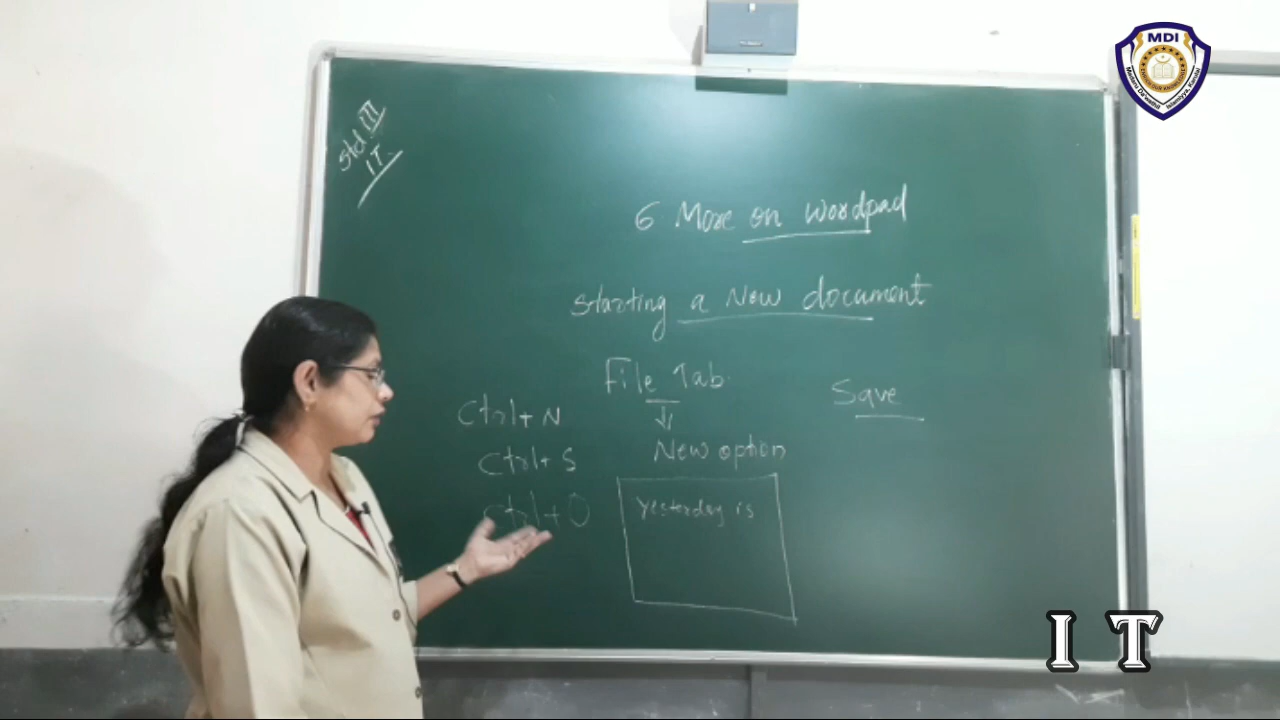 Std III
IT
6 More on Wordpad
Starting a New document
File Tab.
Save
Ctrl+N
Ctrl+S
Ctrl+O
New option
Yesterday is
MDI
IT